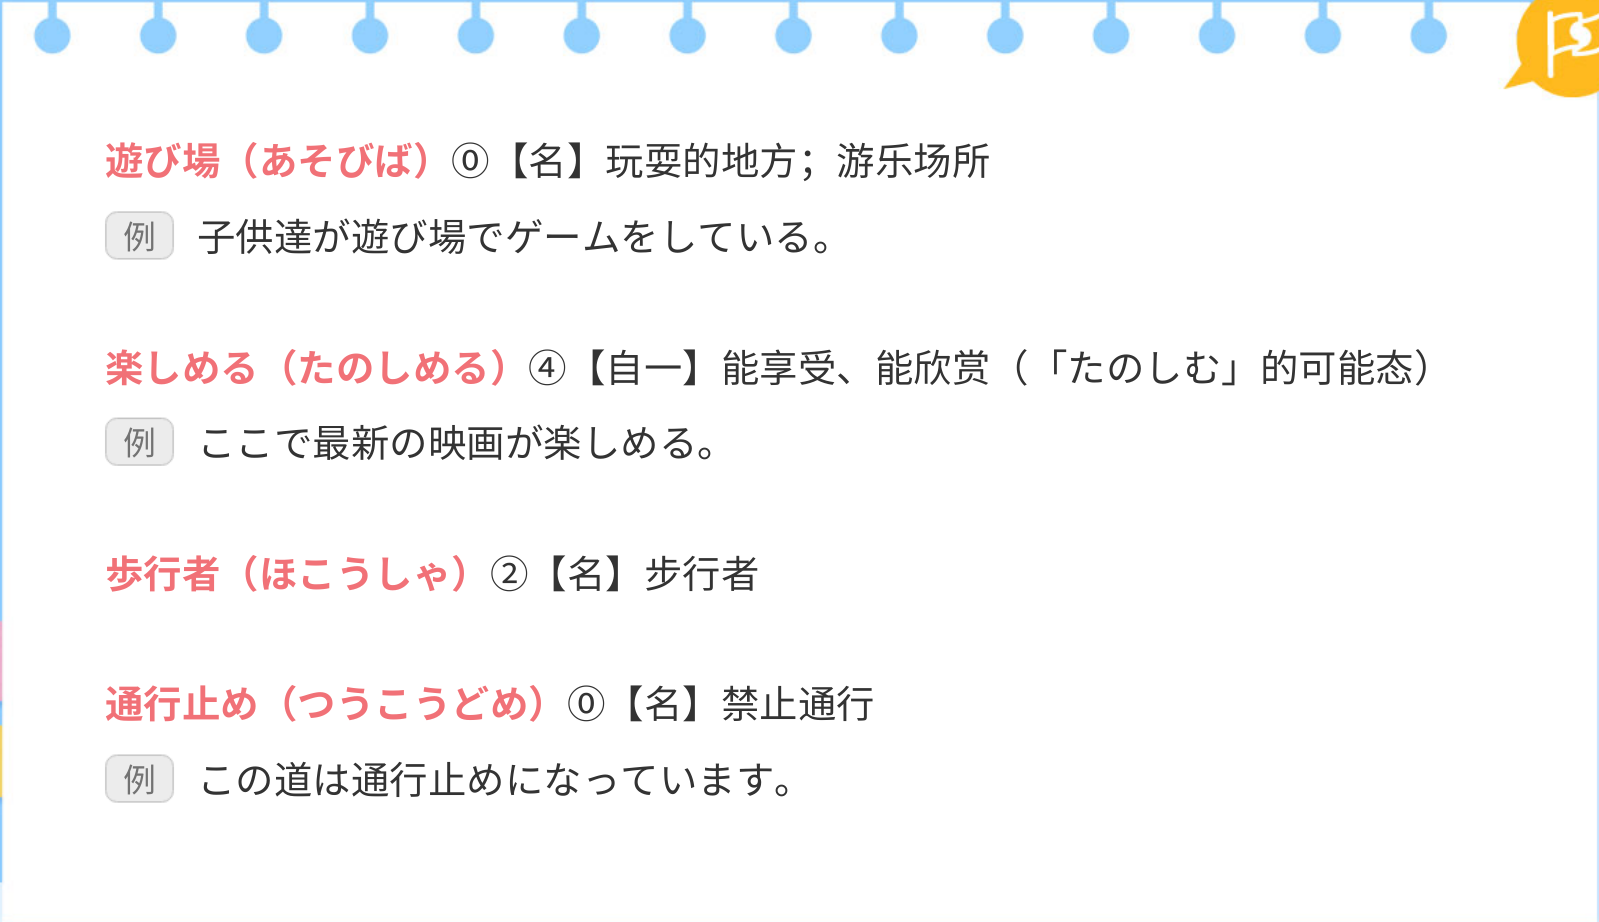 遊び場（あそびば）⓪【名】玩耍的地方；游乐场所
例 子供達が遊び場でゲームをしている。
楽しめる（たのしめる）④【自一】能享受、能欣赏（「たのしむ」的可能态）
例 ここで最新の映画が楽しめる。
歩行者（ほこうしゃ）②【名】步行者
通行止め（つうこうどめ）⓪【名】禁止通行
例 この道は通行止めになっています。